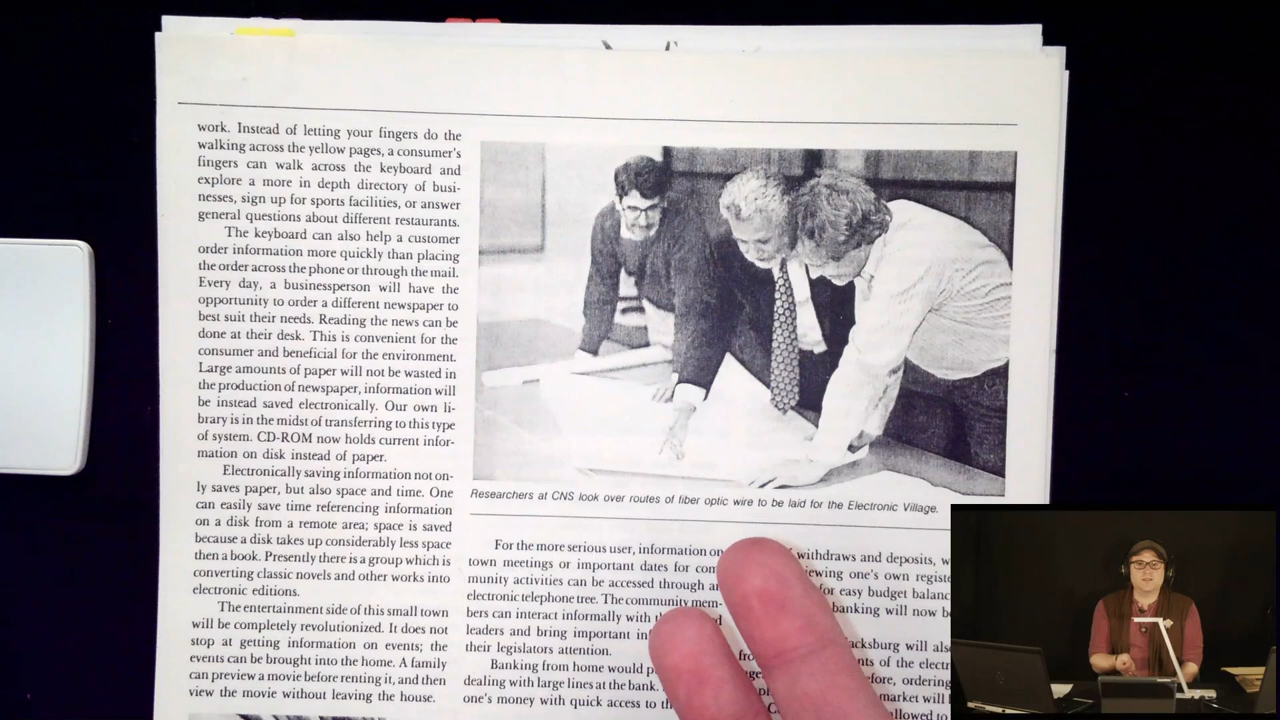 work. Instead of letting your fingers do the
walking across the yellow pages, a consumer's
fingers can walk across the keyboard and
explore a more in depth directory of busi-
nesses, sign up for sports facilities, or answer
general questions about different restaurants.
The keyboard can also help a customer
order information more quickly than placing
the order across the phone or through the mail.
Every day, a businessperson will have the
opportunity to order a different newspaper to
best suit their needs. Reading the news can be
done at their desk. This is convenient for the
consumer and beneficial for the environment.
Large amounts of paper will not be wasted in
the production of newspaper, information will
be instead saved electronically. Our own li-
brary is in the midst of transferring to this type
of system. CD-ROM now holds current infor-
mation on disk instead of paper.
Electronically saving information not on-
ly saves paper, but also space and time. One
can easily save time referencing information
on a disk from a remote area; space is saved
because a disk takes up considerably less space
then a book. Presently there is a group which is
converting classic novels and other works into
electronic editions.
The entertainment side of this small town
will be completely revolutionized. It does not
stop at getting information on events; the
events can be brought into the home. A family
can preview a movie before renting it, and then
view the movie without leaving the house.
Researchers at CNS look over routes of fiber optic wire to be laid for the Electronic Village.
For the more serious user, information on
town meetings or important dates for com
munity activities can be accessed through a
electronic telephone tree. The community mem-
bers can interact informally with
leaders and bring important in
their legislators attention.
Banking from home would
dealing with large lines at the bank.
one's money with quick access to
withdraws and deposits,
one's own
for easy budget
banking will now
will
of the
ordering
market will